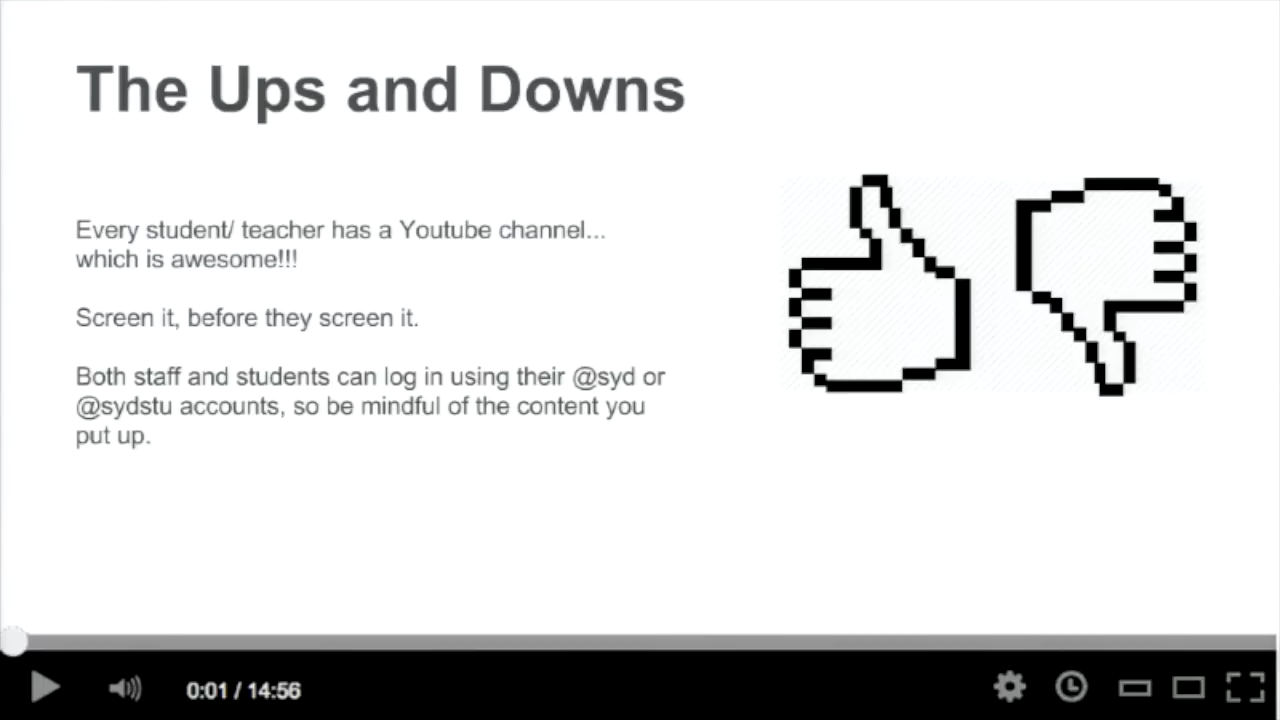 The Ups and Downs
Every student/ teacher has a Youtube channel...
which is awesome!!!
Screen it, before they screen it.
Both staff and students can log in using their @syd or
@sydstu accounts, so be mindful of the content you
put up.
0:01 / 14:56